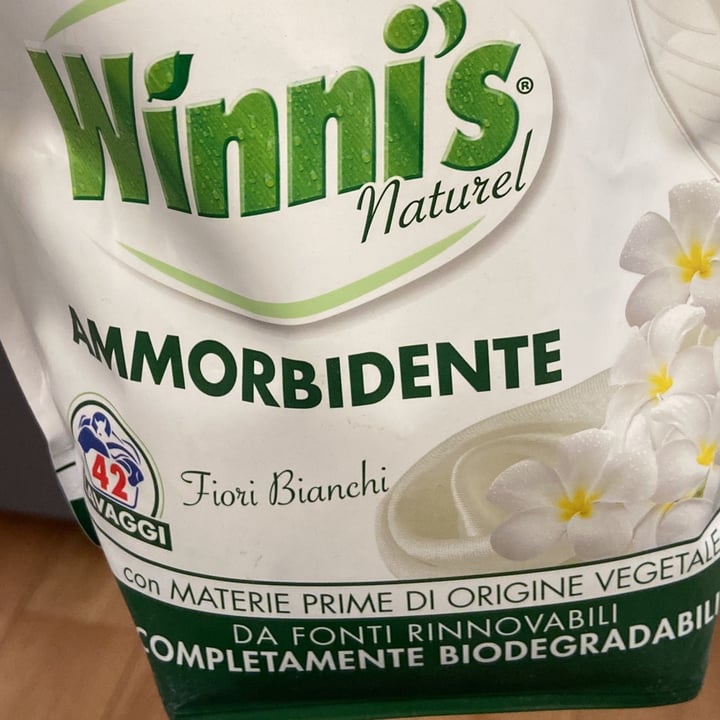 Winni's®
Naturel
AMMORBIDENTE
42
LAVAGGI
Fiori Bianchi
con MATERIE PRIME DI ORIGINE VEGETALE
DA FONTI RINNOVABILI
COMPLETAMENTE BIODEGRADABILI